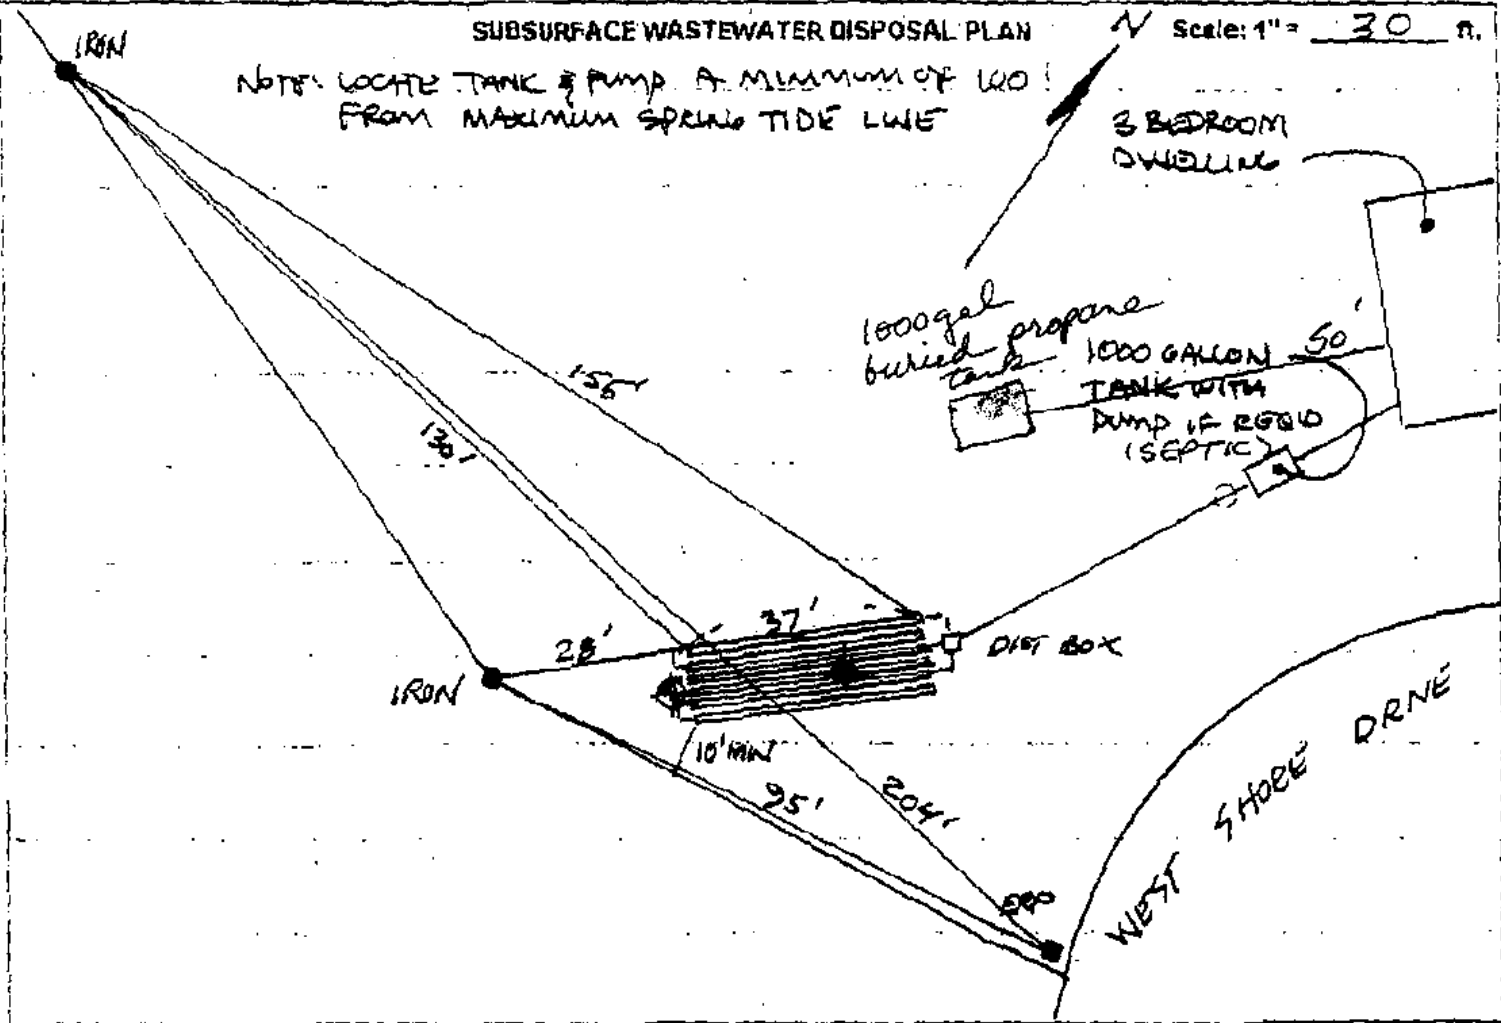 SUBSURFACE WASTEWATER DISPOSAL PLAN
N
Scale: 1" = 30 ft.
IRON
NOTE: LOCATE TANK & PUMP A MINIMUM OF 100'
FROM MAXIMUM SPRING TIDE LINE
3 BEDROOM
DWELLING
1000 gal
buried propane
tank
1000 GALLON
TANK WITH
PUMP IF REQ'D
(SEPTIC)
50'
155'
130'
37'
28'
DIST BOX
IRON
10' MIN
95'
204'
WEST SHORE DRIVE